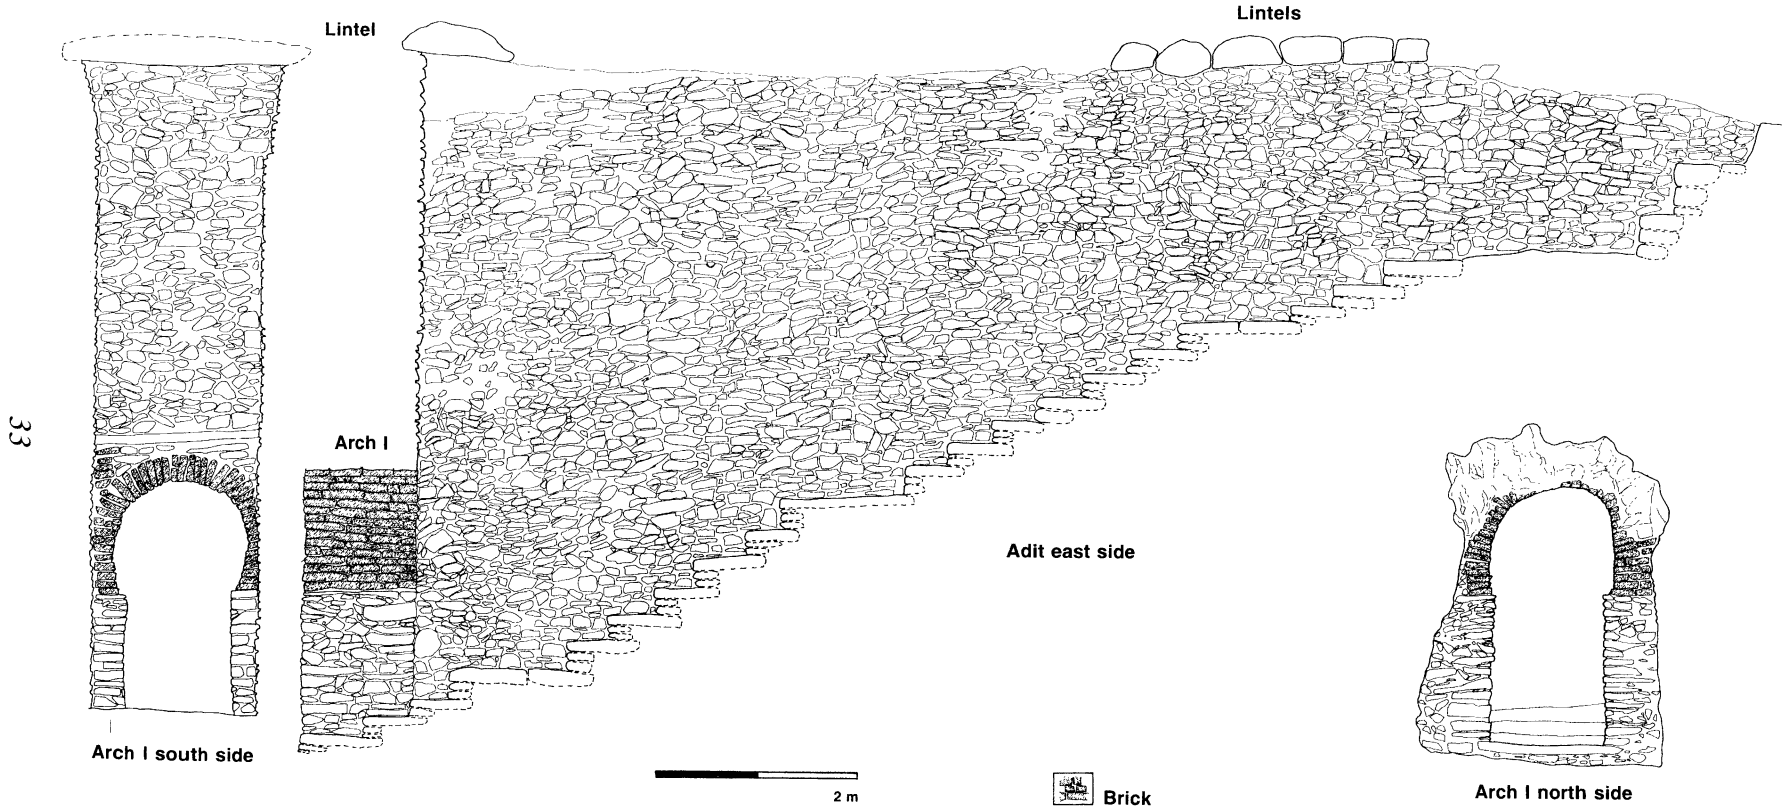 Lintel
Lintels
33
Arch I
Adit east side
Arch I south side
2 m
Brick
Arch I north side